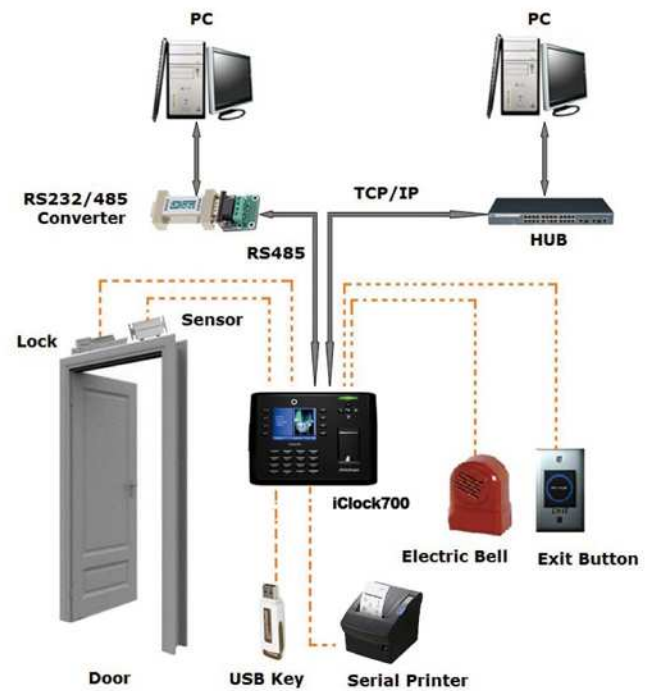 PC
PC
RS232/485
Converter
TCP/IP
HUB
RS485
Sensor
Lock
iClock700
Electric Bell
Exit Button
Door
USB Key
Serial Printer